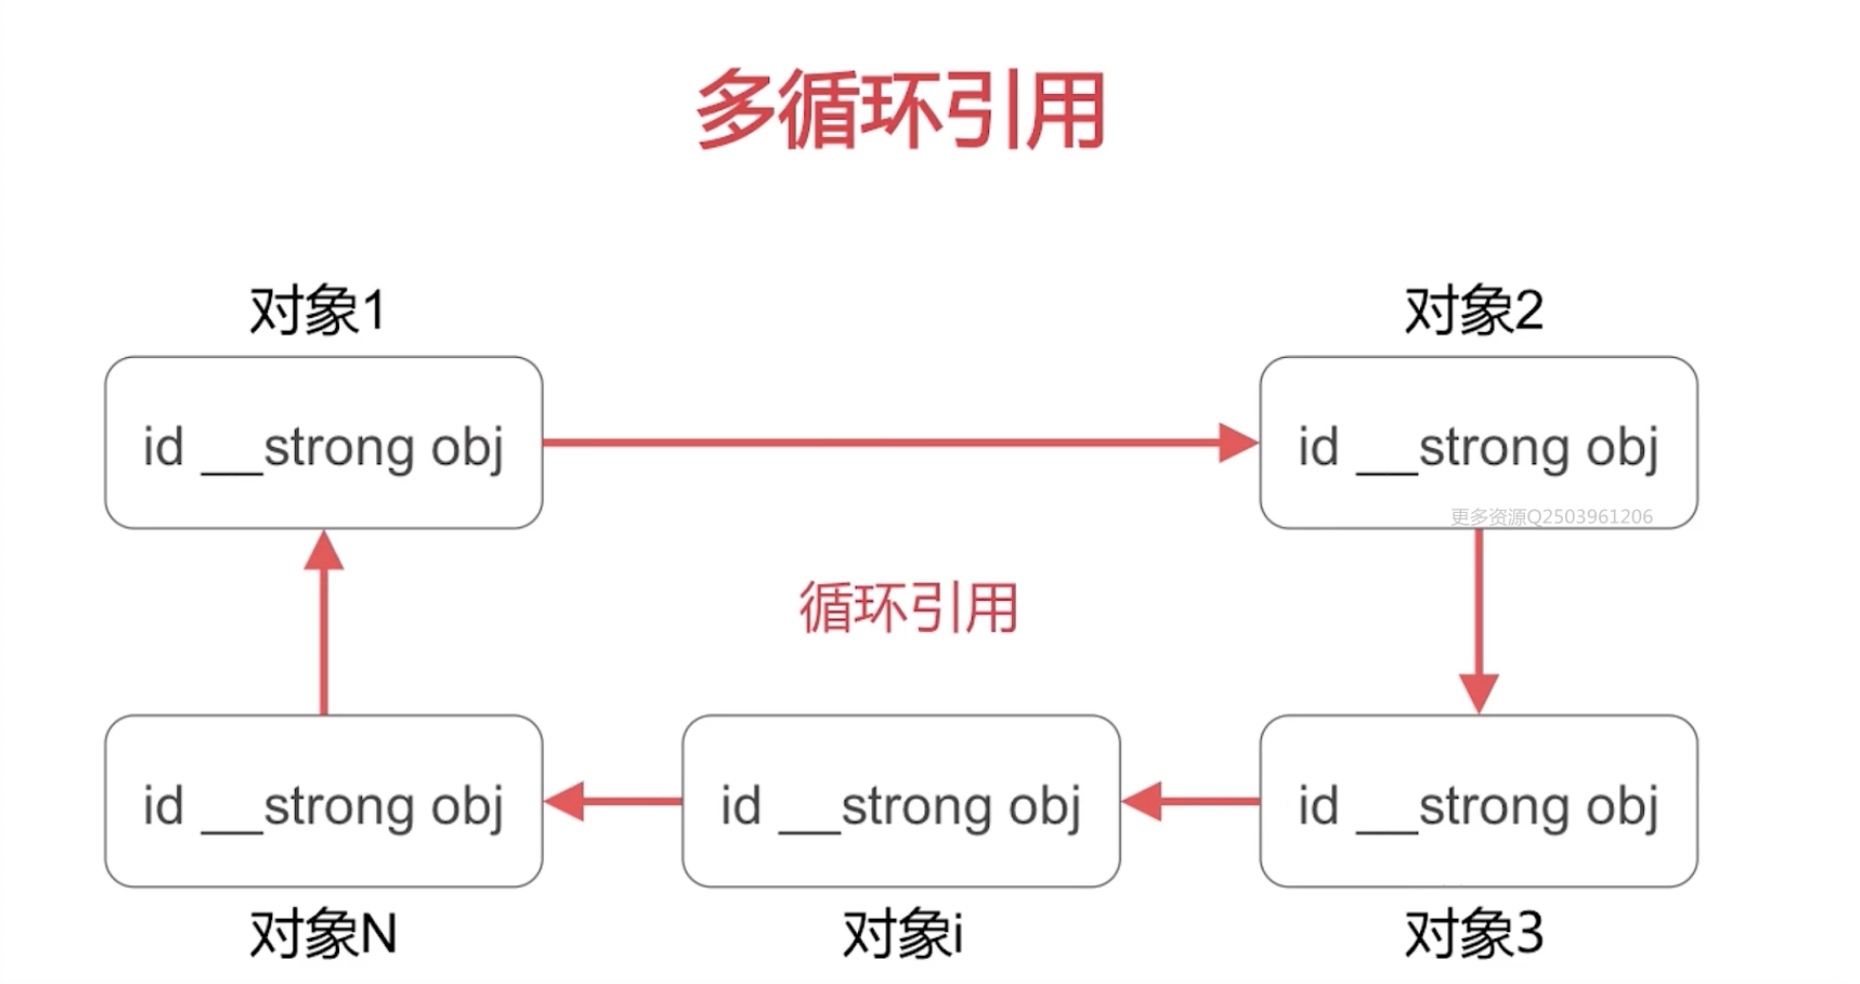 多循环引用
对象1
对象2
id __strong obj
id __strong obj
更多资源Q2503961206
循环引用
id __strong obj
id __strong obj
id __strong obj
对象N
对象i
对象3